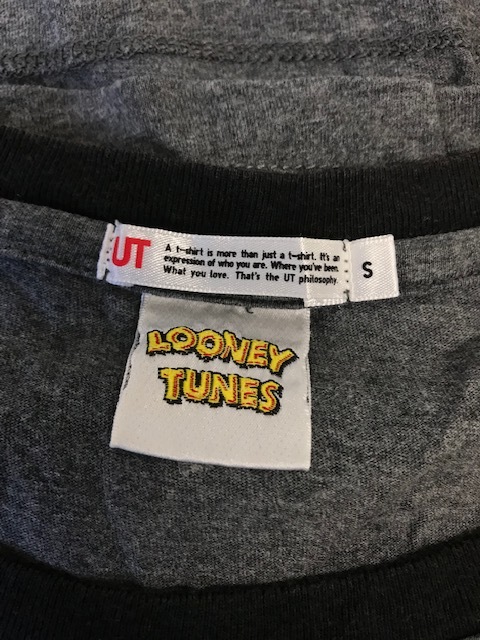 UT
A t-shirt is more than just a t-shirt. It's an
expression of who you are. Where you've been.
What you love. That's the UT philosophy.
S
LOONEY
TUNES